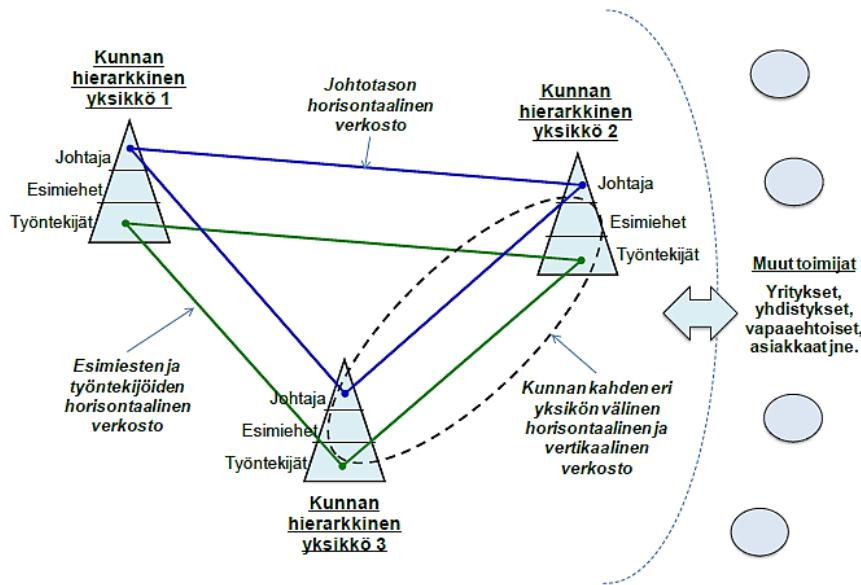 Kunnan
hierarkkinen
yksikkö 1
Johtaja
Esimiehet
Työntekijät
Johtotason
horisontaalinen
verkosto
Kunnan
hierarkkinen
yksikkö 2
Johtaja
Esimiehet
Työntekijät
Muut toimijat
Yritykset,
yhdistykset,
vapaaehtoiset,
asiakkaat jne.
Esimiesten ja
työntekijöiden
horisontaalinen
verkosto
Johtaja
Esimiehet
Työntekijät
Kunnan
hierarkkinen
yksikkö 3
Kunnan kahden eri
yksikön välinen
horisontaalinen ja
vertikaalinen
verkosto